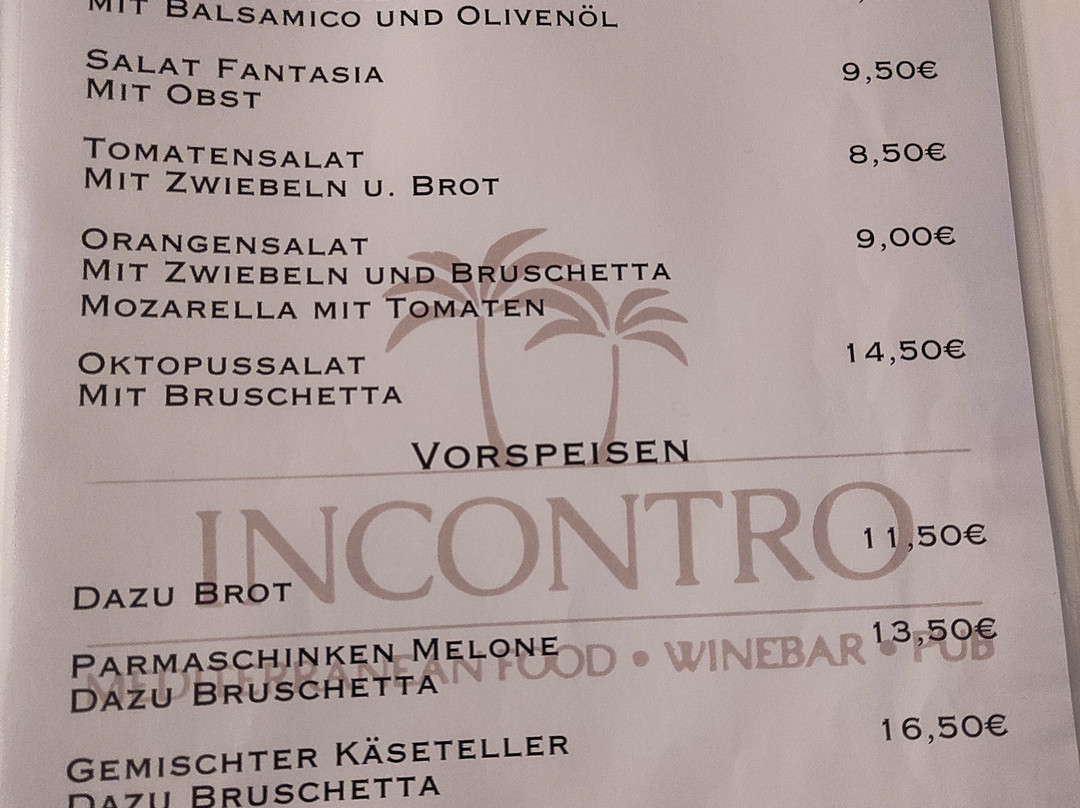 MIT BALSAMICO UND OLIVENÖL
SALAT FANTASIA 9,50€
MIT OBST
TOMATENSALAT 8,50€
MIT ZWIEBELN U. BROT
ORANGENSALAT 9,00€
MIT ZWIEBELN UND BRUSCHETTA
MOZARELLA MIT TOMATEN
OKTOPUSSALAT 14,50€
MIT BRUSCHETTA
VORSPEISEN
INCONTRO
11,50€
DAZU BROT
PARMASCHINKEN MELONE 13,50€
MEDITERRANEAN FOOD • WINEBAR • PUB
DAZU BRUSCHETTA
GEMISCHTER KÄSETELLER 16,50€
DAZU BRUSCHETTA